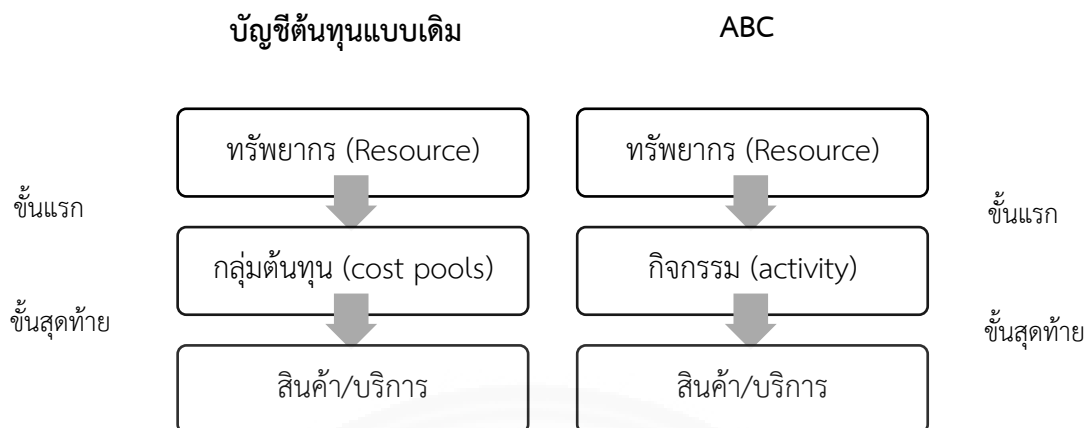 บัญชีต้นทุนแบบเดิม
ABC
ทรัพยากร (Resource)
ทรัพยากร (Resource)
ขั้นแรก
ขั้นแรก
กลุ่มต้นทุน (cost pools)
กิจกรรม (activity)
ขั้นสุดท้าย
ขั้นสุดท้าย
สินค้า/บริการ
สินค้า/บริการ